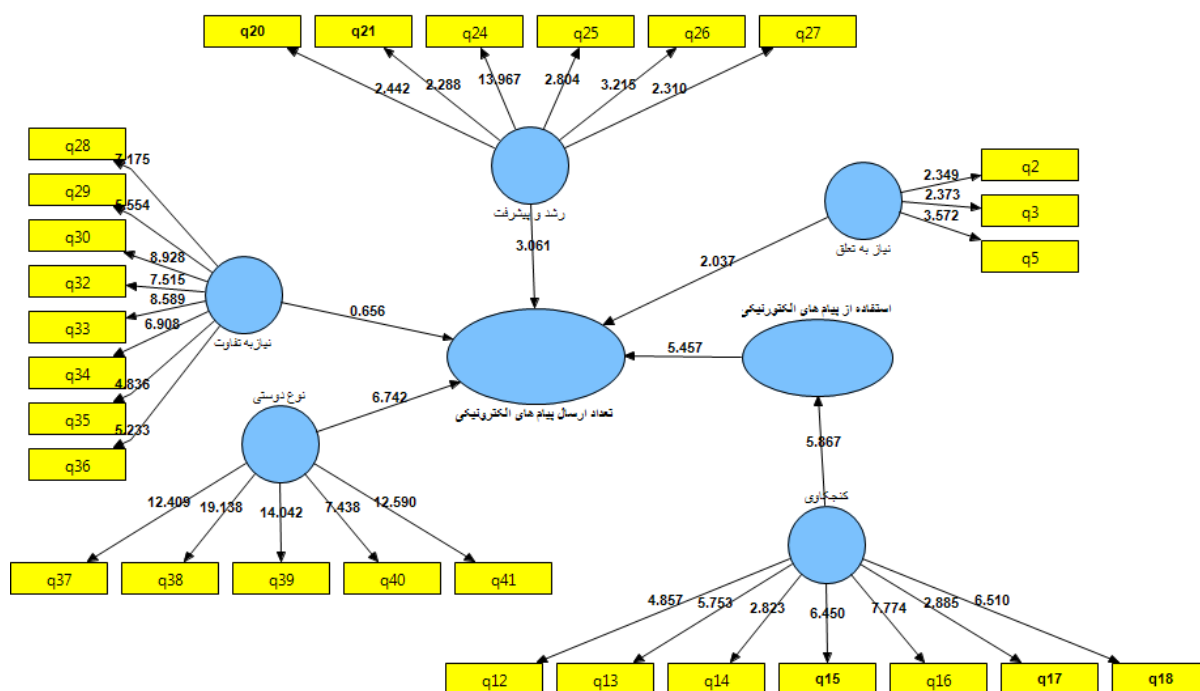 q20
q21
q24
q25
q26
q27
2.442
2.288
13.967
2.804
3.215
2.310
رشد و پیشرفت
3.061
q28
q29
q30
q32
q33
q34
q35
q36
7.175
5.554
8.928
7.515
8.589
6.908
4.836
5.233
نیازبه تفاوت
0.656
q2
q3
q5
2.349
2.373
3.572
نیاز به تعلق
2.037
استفاده از پیام های الکتورنیکی
5.457
تعداد ارسال پیام های الکترونیکی
نوع دوستی
6.742
12.409
19.138
14.042
7.438
12.590
q37
q38
q39
q40
q41
5.867
کنجکاوی
4.857
5.753
2.823
6.450
7.774
2.885
6.510
q12
q13
q14
q15
q16
q17
q18